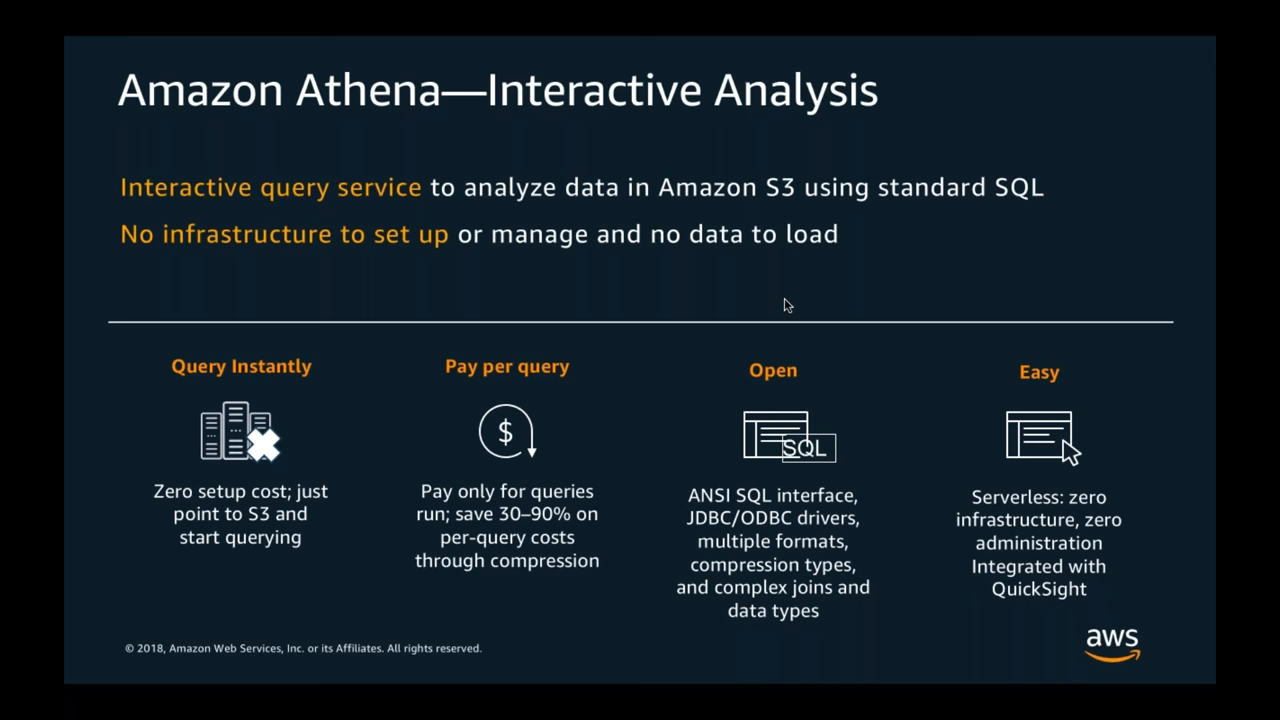 Amazon Athena—Interactive Analysis
Interactive query service to analyze data in Amazon S3 using standard SQL
No infrastructure to set up or manage and no data to load
Query Instantly
Zero setup cost; just
point to S3 and
start querying
Pay per query
$
Pay only for queries
run; save 30–90% on
per-query costs
through compression
Open
SQL
ANSI SQL interface,
JDBC/ODBC drivers,
multiple formats,
compression types,
and complex joins and
data types
Easy
Serverless: zero
infrastructure, zero
administration
Integrated with
QuickSight
© 2018, Amazon Web Services, Inc. or its Affiliates. All rights reserved.
aws